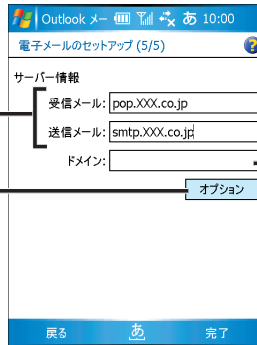 Outlook メー あ 10:00
電子メールのセットアップ (5/5) ?
サーバー情報
受信メール: pop.XXX.co.jp
送信メール: smtp.XXX.co.jp
ドメイン:
オプション
戻る あ 完了